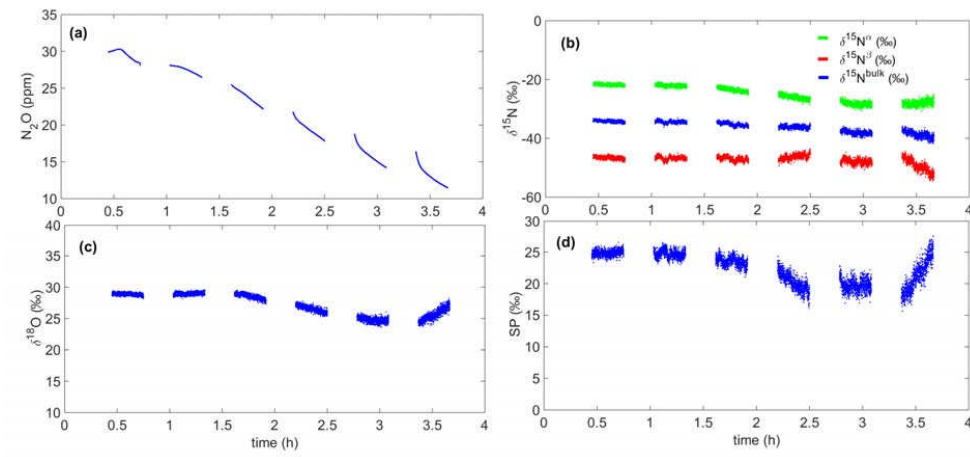 (a)
N2O (ppm)
35
30
25
20
15
10
0 0.5 1 1.5 2 2.5 3 3.5 4
(b)
δ15Nα (‰)
δ15Nβ (‰)
δ15Nbulk (‰)
δ15N (‰)
0
-20
-40
-60
0 0.5 1 1.5 2 2.5 3 3.5 4
(c)
δ18O (‰)
40
35
30
25
20
15
10
0 0.5 1 1.5 2 2.5 3 3.5 4
time (h)
(d)
SP (‰)
30
25
20
15
10
5
0
0 0.5 1 1.5 2 2.5 3 3.5 4
time (h)